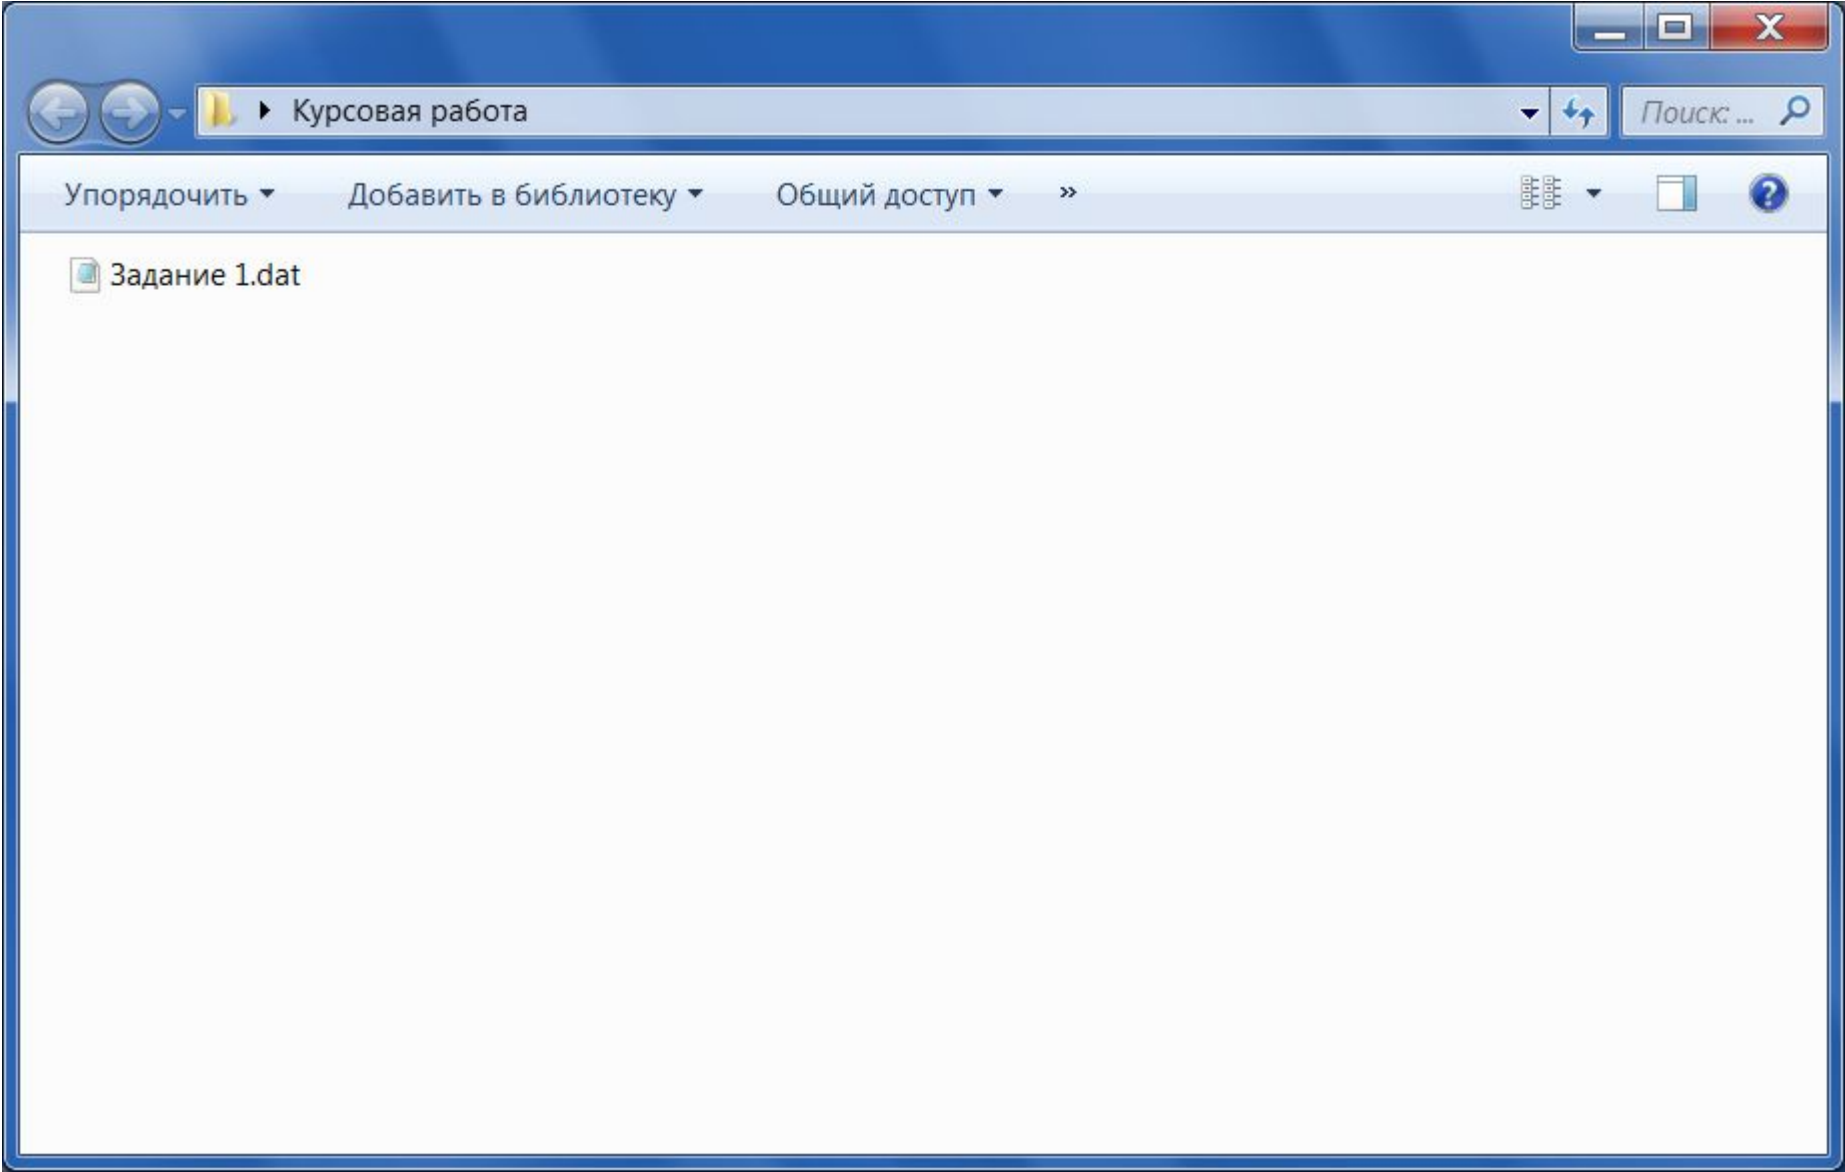 Курсовая работа
Поиск: ...
Упорядочить Добавить в библиотеку Общий доступ »
Задание 1.dat